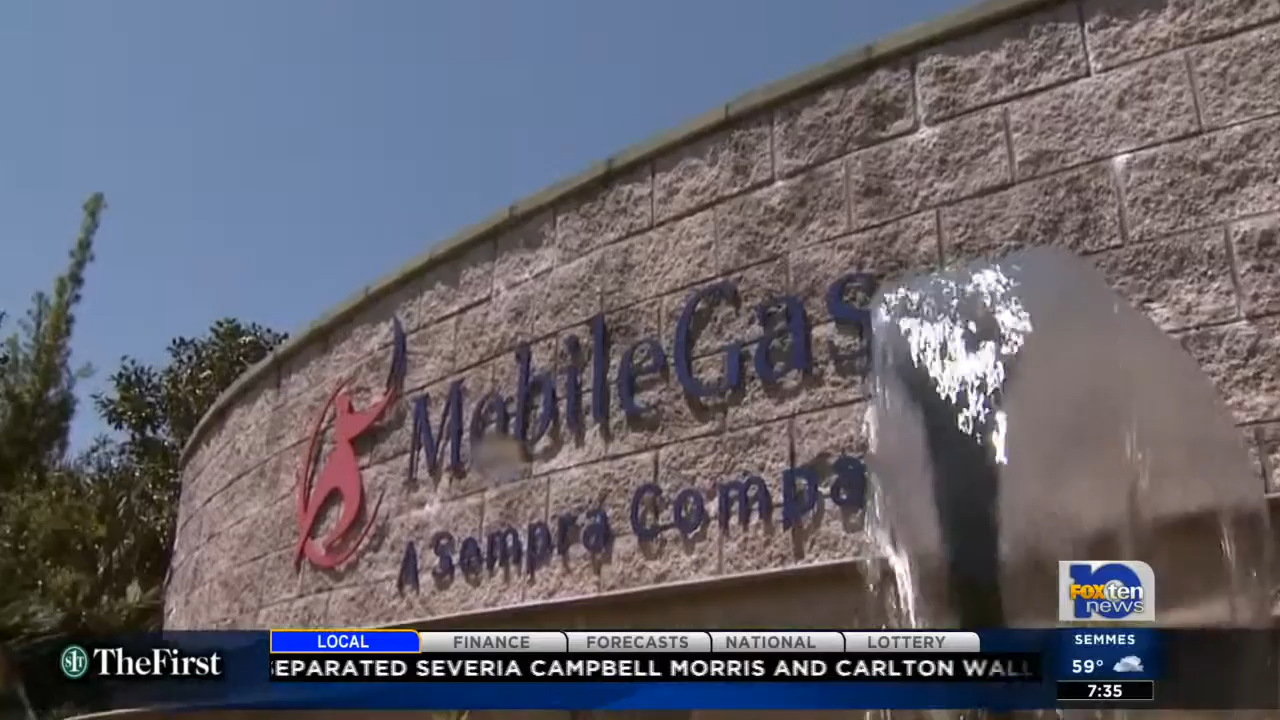 MobileGas
A Sempra Compa
FOX ten
news
LOCAL
FINANCE
FORECASTS
NATIONAL
LOTTERY
SEMMES
TheFirst
EPARATED SEVERIA CAMPBELL MORRIS AND CARLTON WALL
59°
7:35